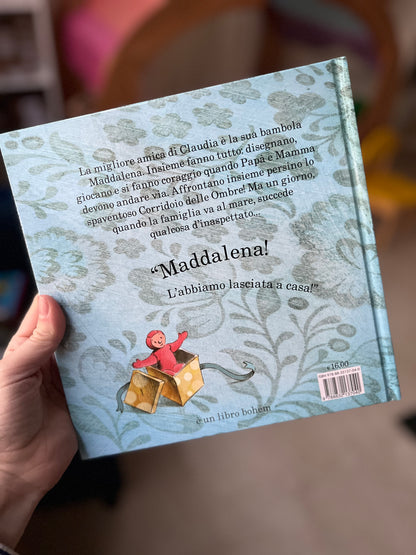 La migliore amica di Claudia è la sua bambola
Maddalena. Insieme fanno tutto: disegnano,
giocano e si fanno coraggio quando Papà e Mamma
devono andare via. Affrontano insieme persino lo
spaventoso Corridoio delle Ombre! Ma un giorno,
quando la famiglia va al mare, succede
qualcosa d'inaspettato...
“Maddalena!
L'abbiamo lasciata a casa!”
€ 16,00
è un libro bohem